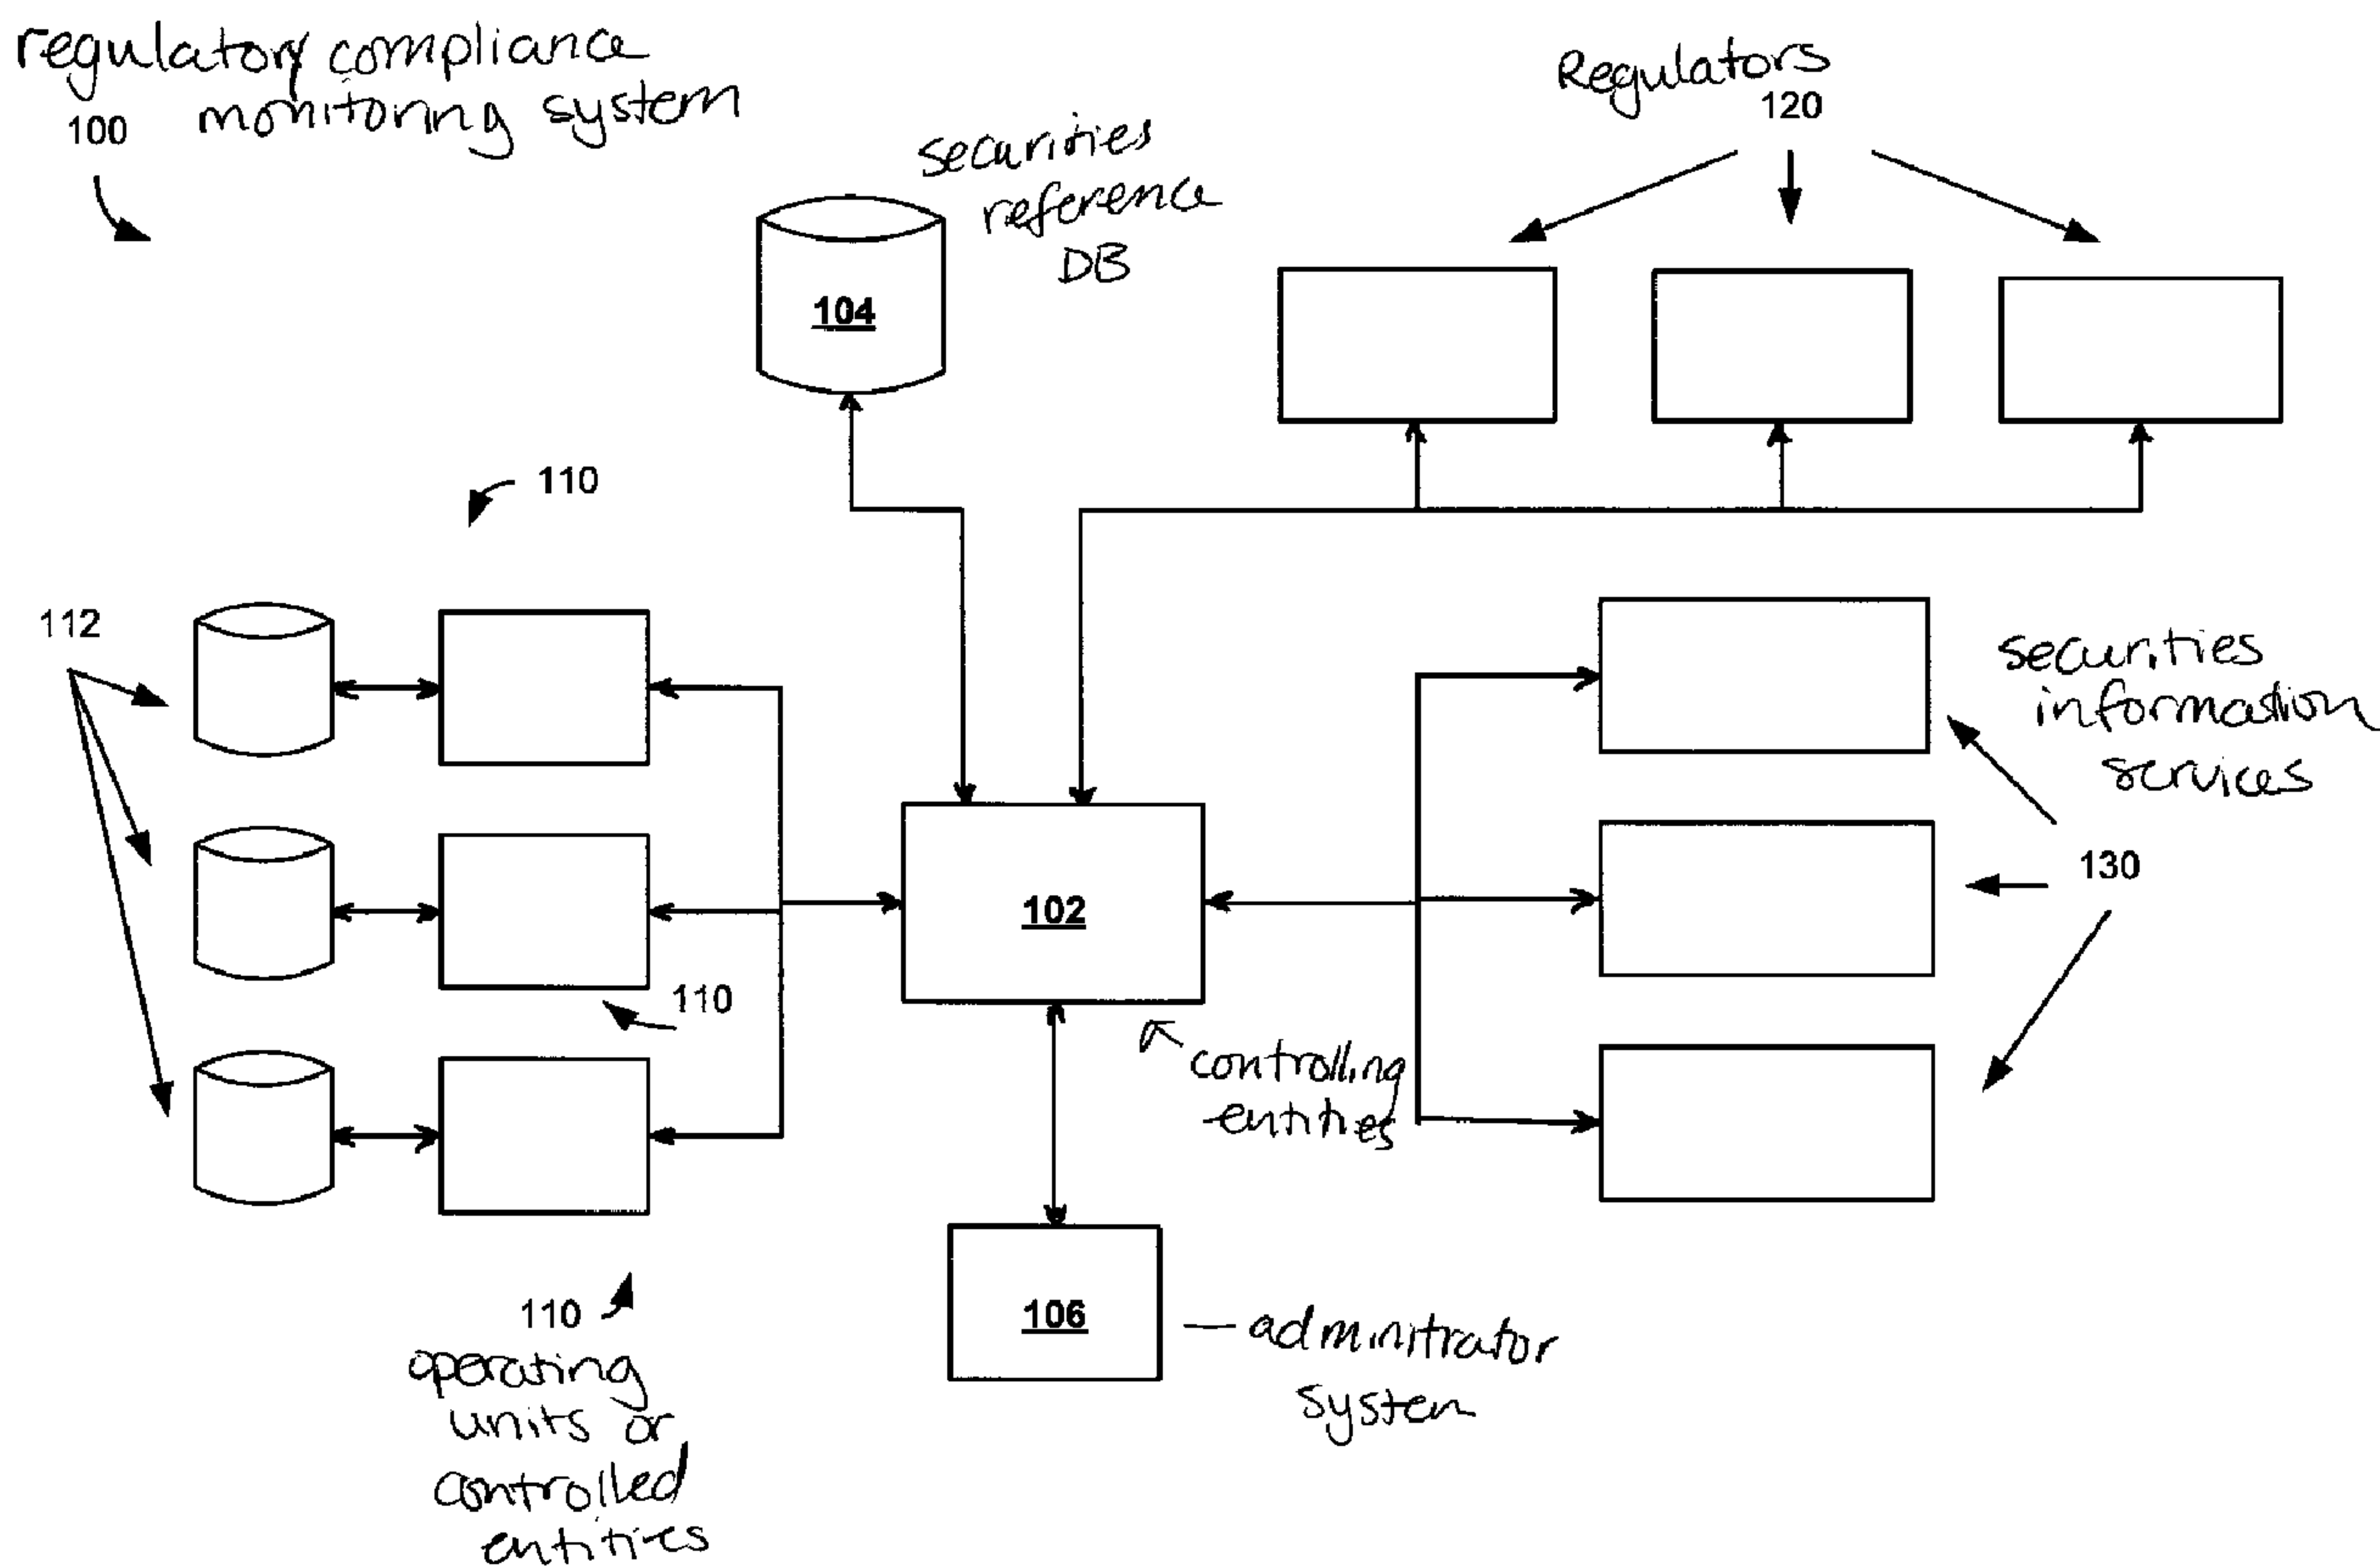 regulatory compliance
monitoring system
100
Regulators
120
securities
reference
DB
104
110
112
securities
information
services
130
102
110
controlling
entities
110
operating
units or
controlled
entities
106
— adminitrator
system